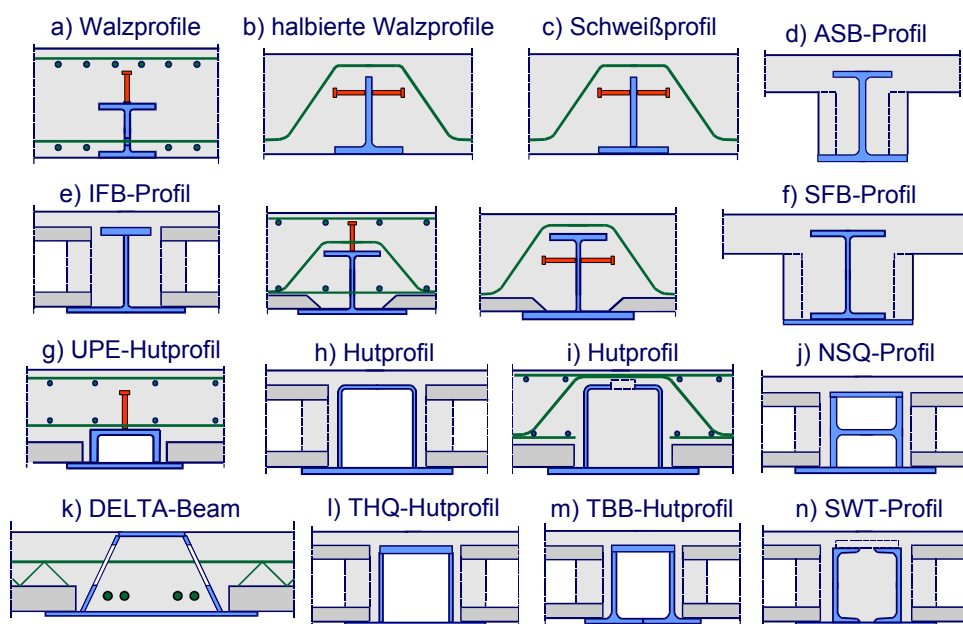 a) Walzprofile
b) halbierte Walzprofile
c) Schweißprofil
d) ASB-Profil
e) IFB-Profil
f) SFB-Profil
g) UPE-Hutprofil
h) Hutprofil
i) Hutprofil
j) NSQ-Profil
k) DELTA-Beam
l) THQ-Hutprofil
m) TBB-Hutprofil
n) SWT-Profil